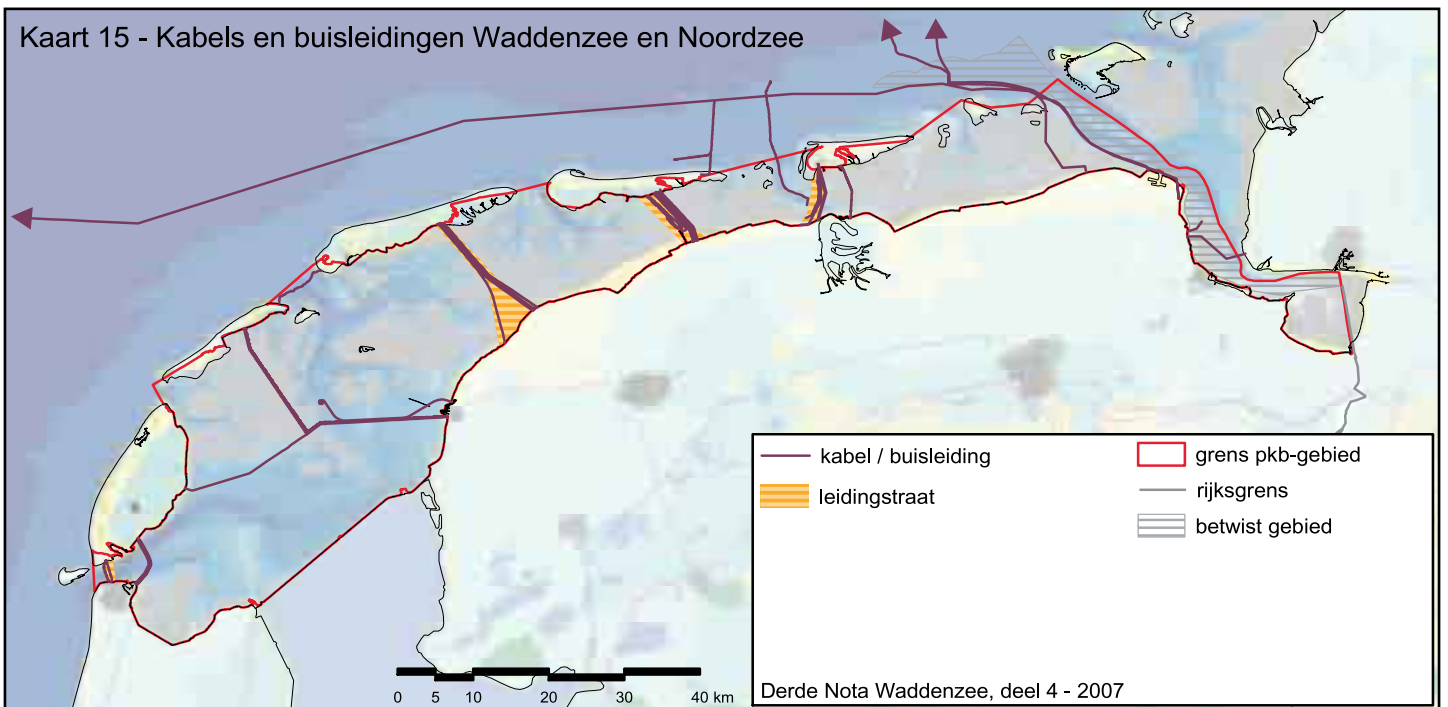 Kaart 15 - Kabels en buisleidingen Waddenzee en Noordzee
kabel / buisleiding
leidingstraat
grens pkb-gebied
rijksgrens
betwist gebied
0 5 10 20 30 40 km
Derde Nota Waddenzee, deel 4 - 2007